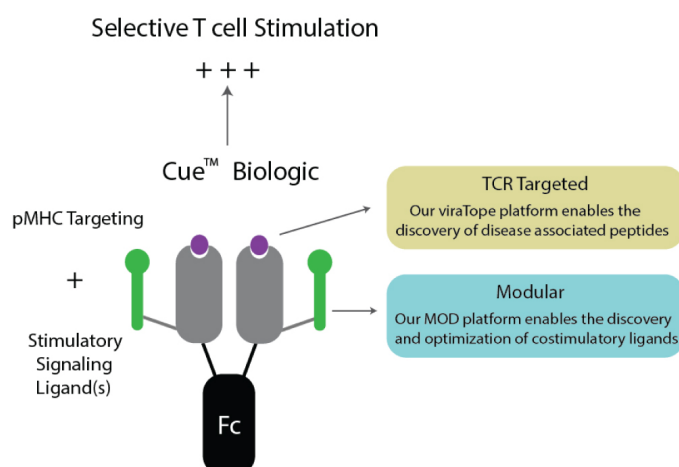 Selective T cell Stimulation
+ + +
Cue™ Biologic
pMHC Targeting
+
Stimulatory
Signaling
Ligand(s)
TCR Targeted
Our viraTope platform enables the
discovery of disease associated peptides
Modular
Our MOD platform enables the discovery
and optimization of costimulatory ligands
Fc